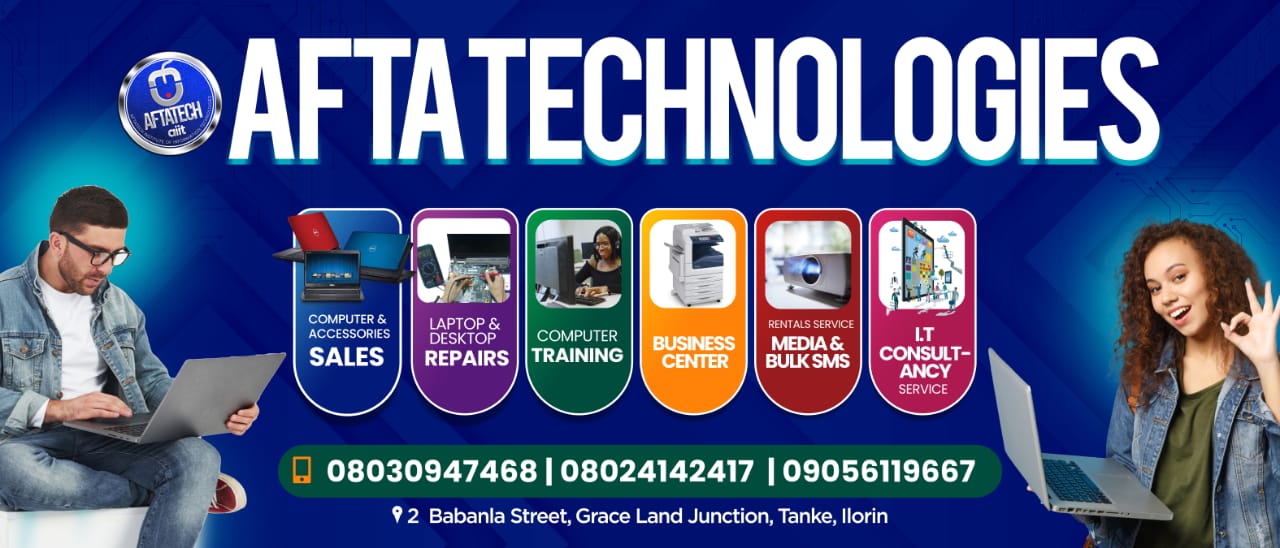 AFTATECH
aiit
AFTA TECHNOLOGIES
COMPUTER &
ACCESSORIES
SALES
LAPTOP &
DESKTOP
REPAIRS
COMPUTER
TRAINING
BUSINESS
CENTER
RENTALS SERVICE
MEDIA &
BULK SMS
I.T
CONSULT-
ANCY
SERVICE
08030947468 | 08024142417 | 09056119667
2 Babanla Street, Grace Land Junction, Tanke, Ilorin